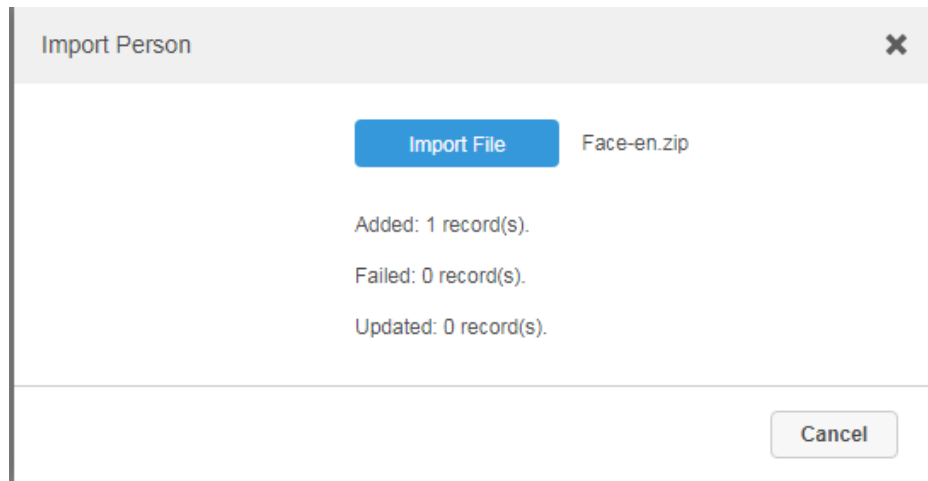 Import Person
Import File Face-en.zip
Added: 1 record(s).
Failed: 0 record(s).
Updated: 0 record(s).
Cancel